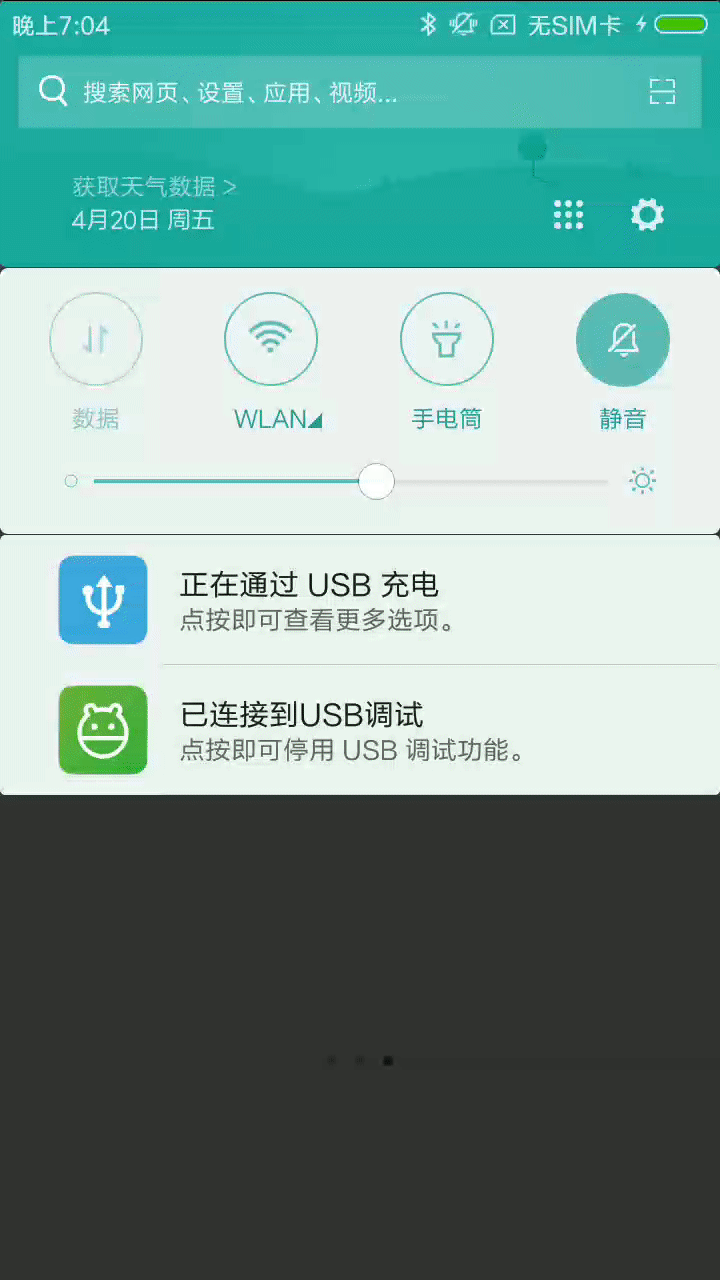 晚上7:04 无SIM卡
搜索网页、设置、应用、视频...
获取天气数据 >
4月20日 周五
数据 WLAN 手电筒 静音
正在通过 USB 充电
点按即可查看更多选项。
已连接到USB调试
点按即可停用 USB 调试功能。